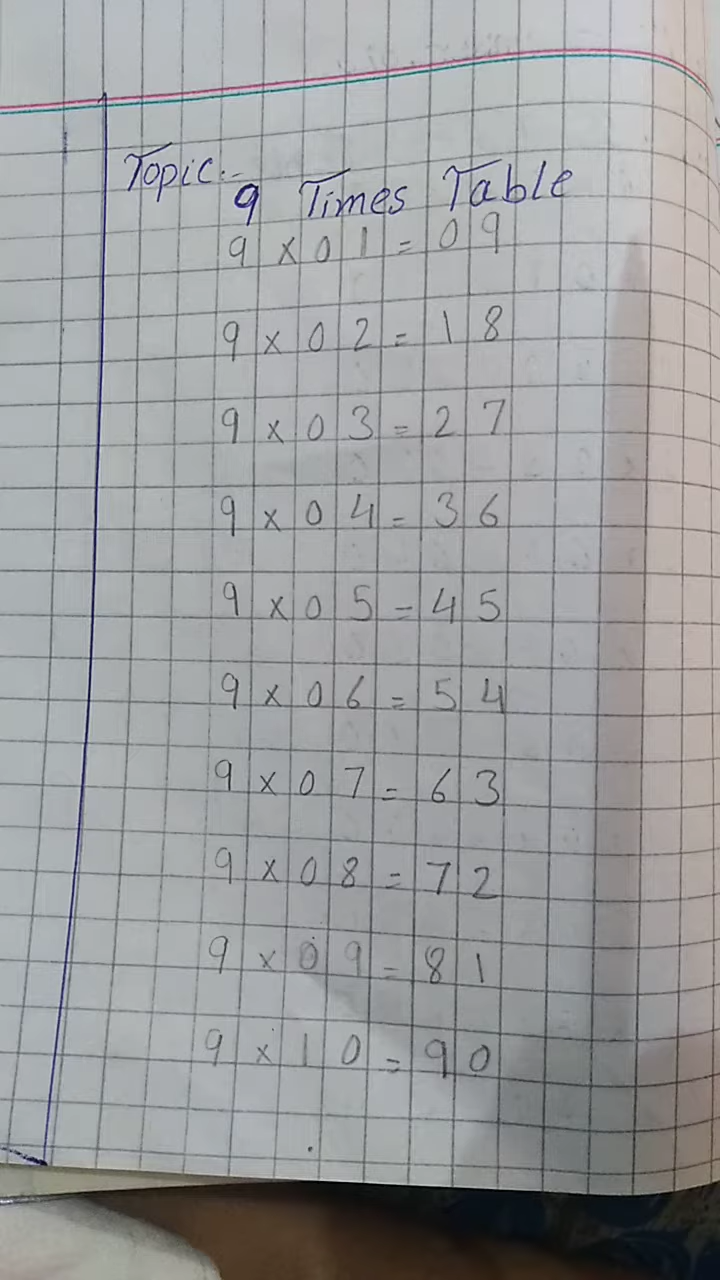 Topic:-
9 Times Table
9 x 01 = 09
9 x 02 = 18
9 x 03 = 27
9 x 04 = 36
9 x 05 = 45
9 x 06 = 54
9 x 07 = 63
9 x 08 = 72
9 x 09 = 81
9 x 10 = 90